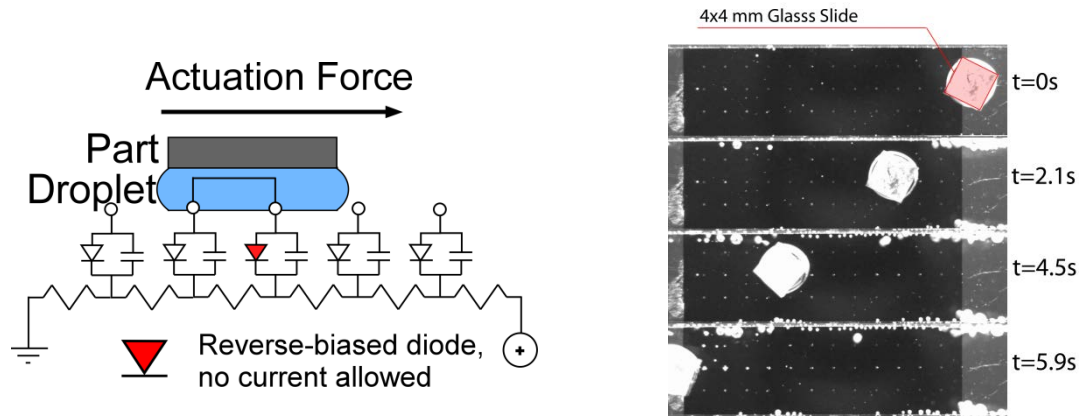 Actuation Force
Part
Droplet
+
Reverse-biased diode,
no current allowed
4x4 mm Glasss Slide
t=0s
t=2.1s
t=4.5s
t=5.9s